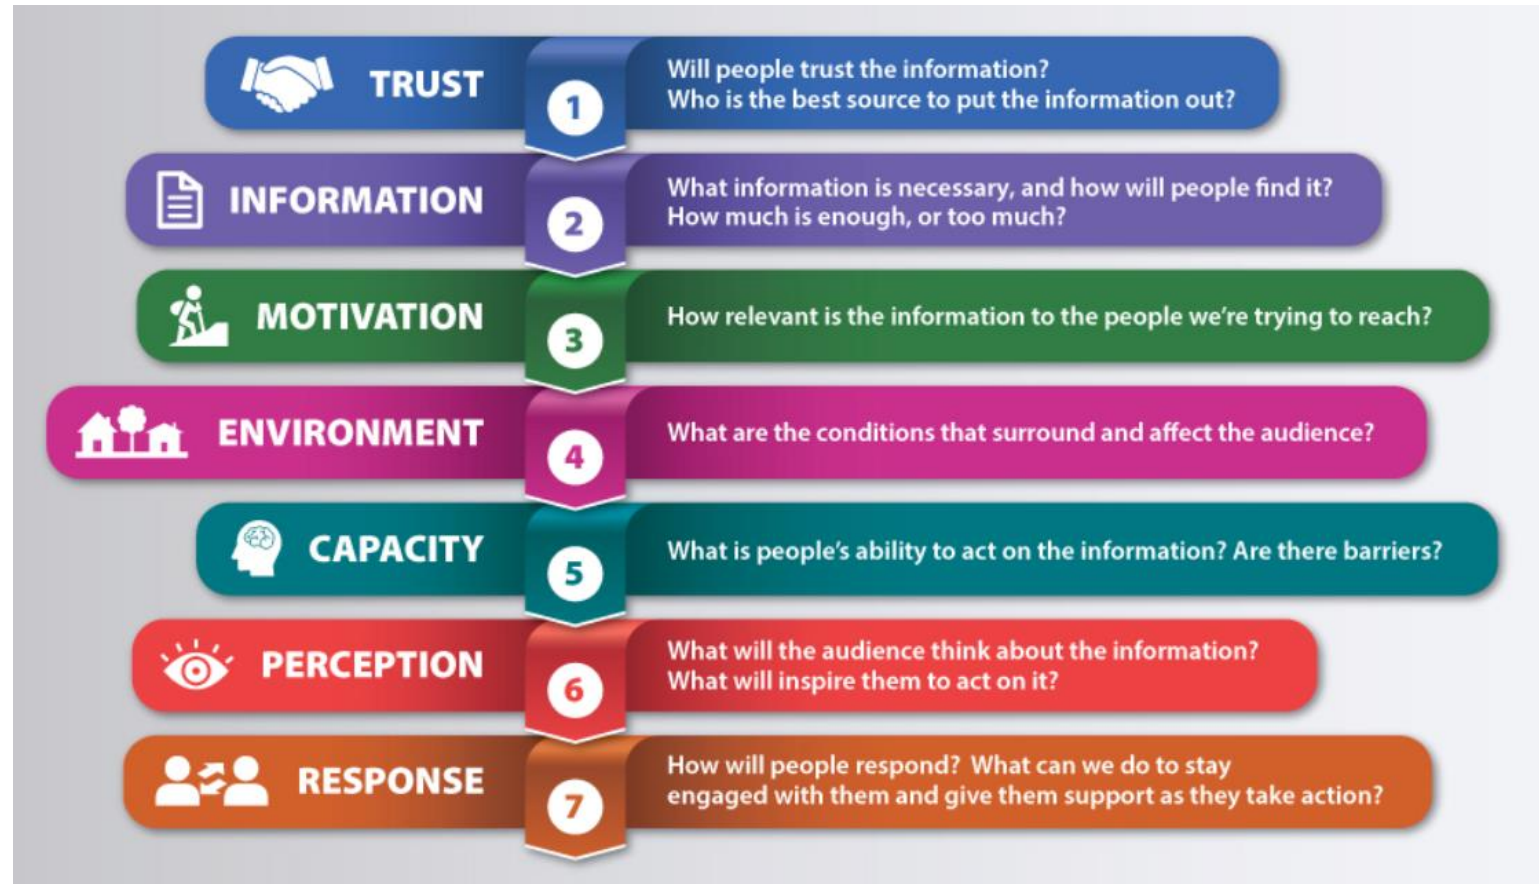 TRUST
1
Will people trust the information?
Who is the best source to put the information out?
INFORMATION
2
What information is necessary, and how will people find it?
How much is enough, or too much?
MOTIVATION
3
How relevant is the information to the people we're trying to reach?
ENVIRONMENT
4
What are the conditions that surround and affect the audience?
CAPACITY
5
What is people's ability to act on the information? Are there barriers?
PERCEPTION
6
What will the audience think about the information?
What will inspire them to act on it?
RESPONSE
7
How will people respond?  What can we do to stay
engaged with them and give them support as they take action?